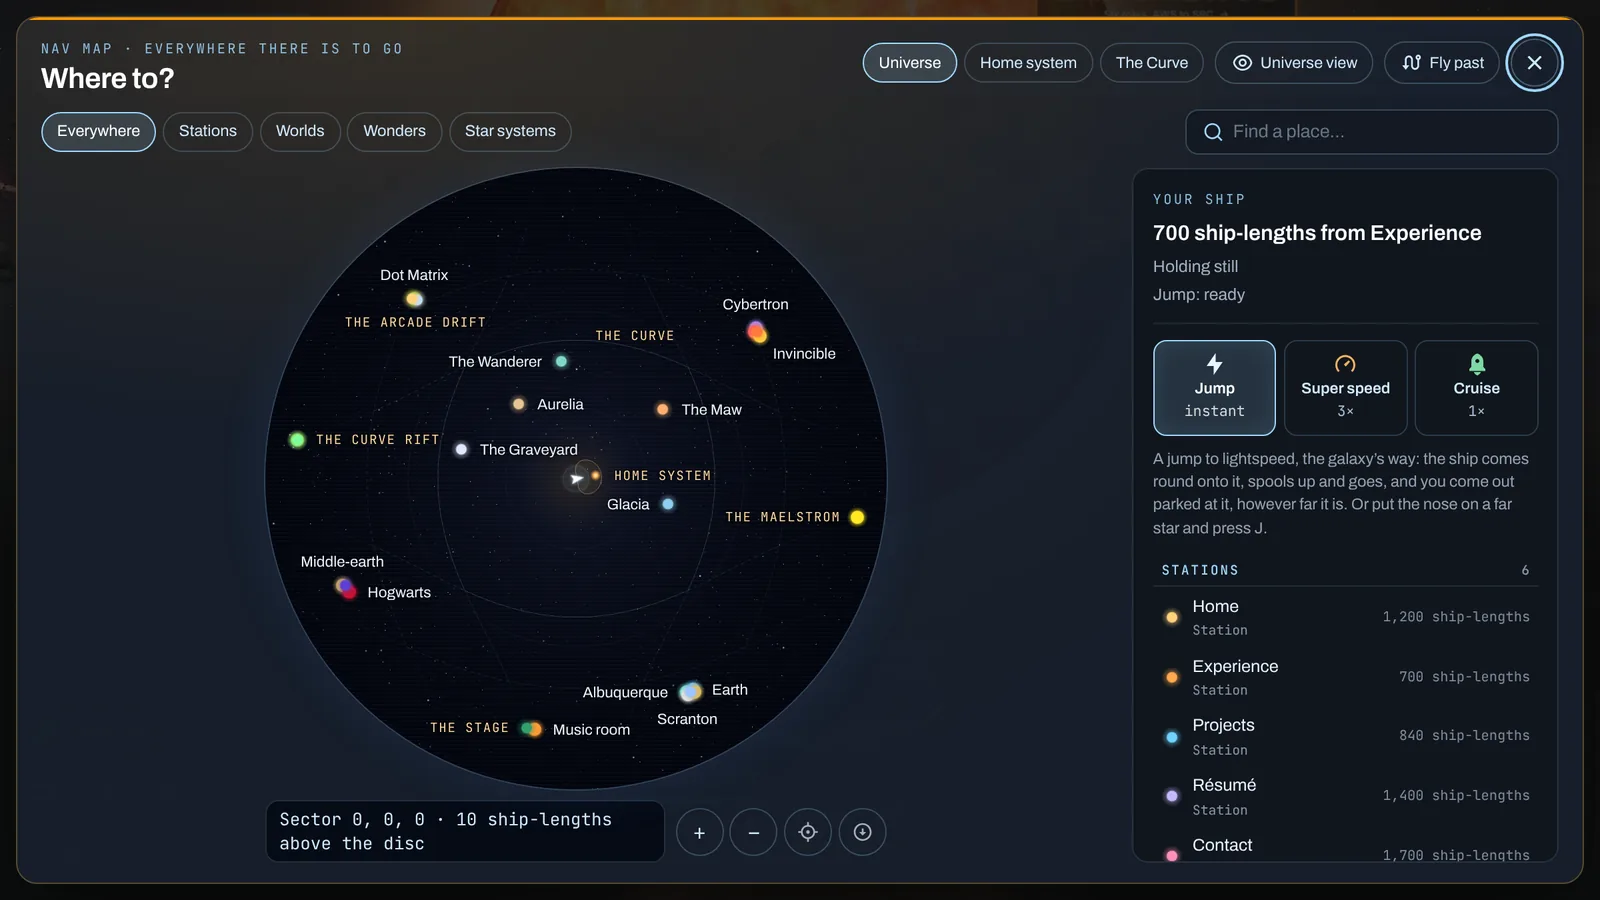 NAV MAP · EVERYWHERE THERE IS TO GO
Where to?
Universe
Home system
The Curve
Universe view
Fly past
Everywhere
Stations
Worlds
Wonders
Star systems
Find a place...
Dot Matrix
THE ARCADE DRIFT
Cybertron
Invincible
THE CURVE
The Wanderer
Aurelia
The Maw
THE CURVE RIFT
The Graveyard
HOME SYSTEM
Glacia
THE MAELSTROM
Middle-earth
Hogwarts
Albuquerque
Earth
Scranton
THE STAGE
Music room
Sector 0, 0, 0 · 10 ship-lengths
above the disc
YOUR SHIP
700 ship-lengths from Experience
Holding still
Jump: ready
Jump
instant
Super speed
3×
Cruise
1×
A jump to lightspeed, the galaxy's way: the ship comes
round onto it, spools up and goes, and you come out
parked at it, however far it is. Or put the nose on a far
star and press J.
STATIONS 6
Home
Station
1,200 ship-lengths
Experience
Station
700 ship-lengths
Projects
Station
840 ship-lengths
Résumé
Station
1,400 ship-lengths
Contact
1,700 ship-lengths